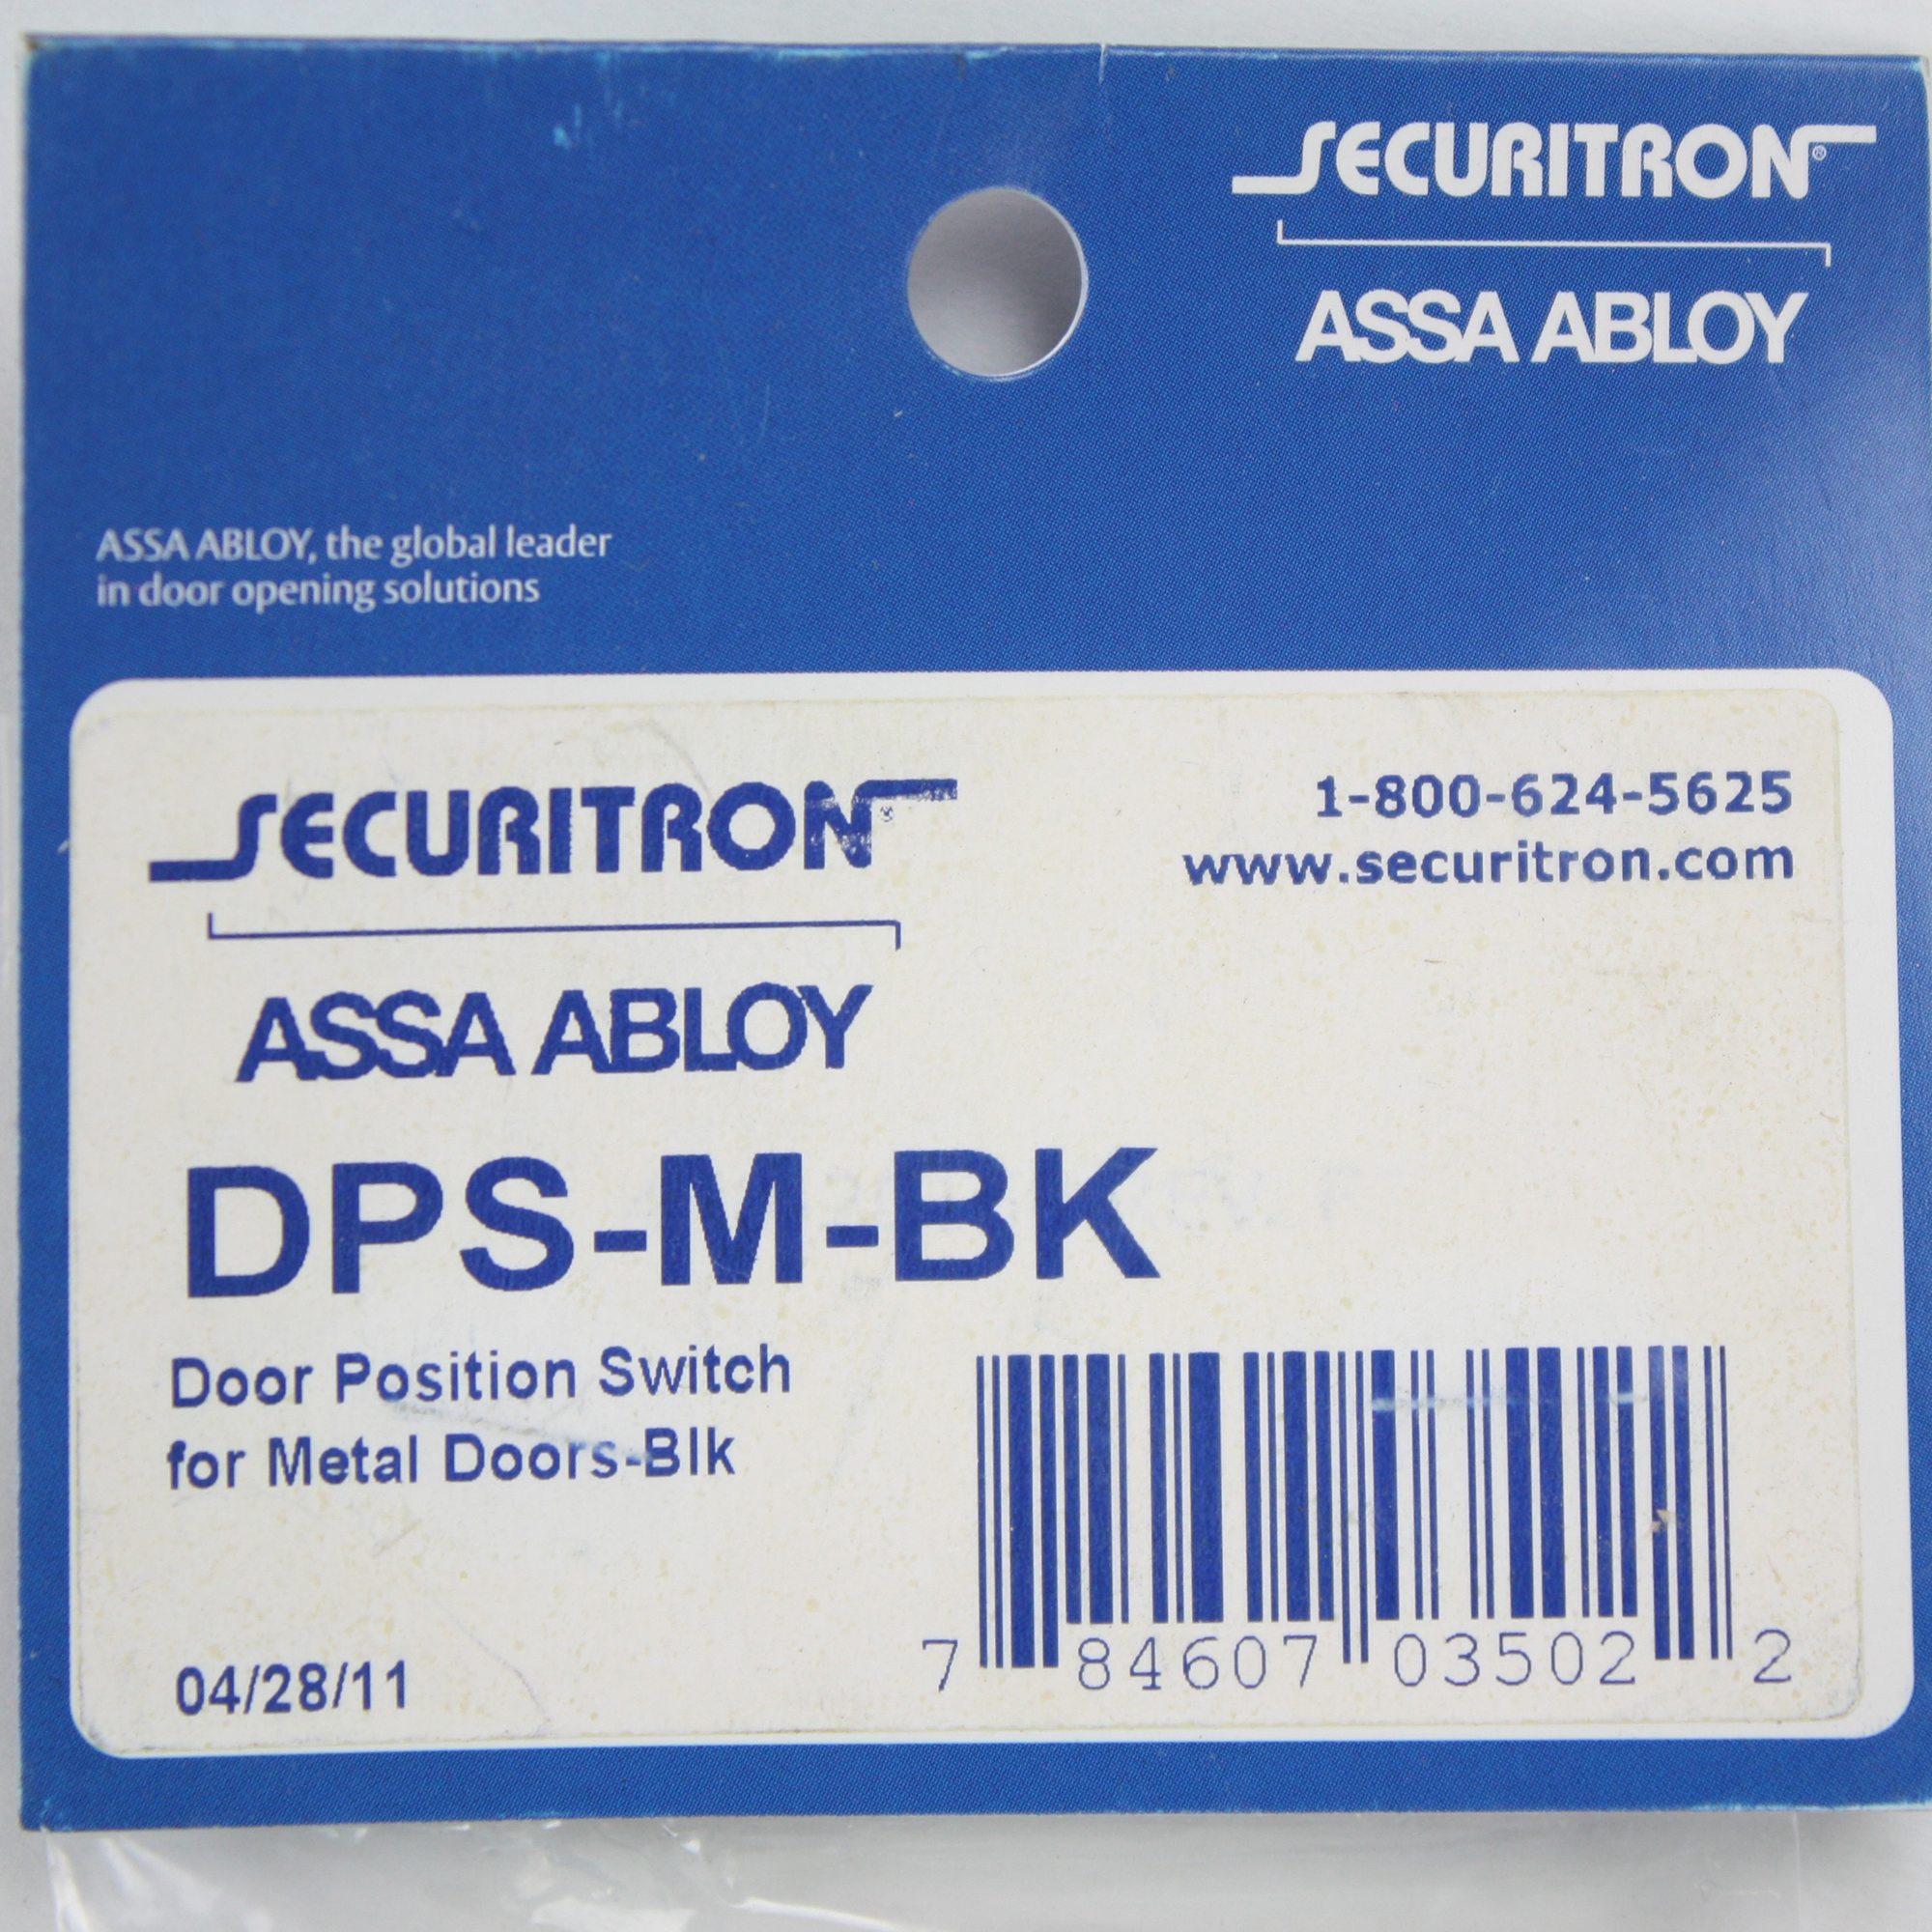 SECURITRON®
ASSA ABLOY
ASSA ABLOY, the global leader
in door opening solutions
SECURITRON®
ASSA ABLOY
1-800-624-5625
www.securitron.com
DPS-M-BK
Door Position Switch
for Metal Doors-Blk
04/28/11
7 84607 03502 2